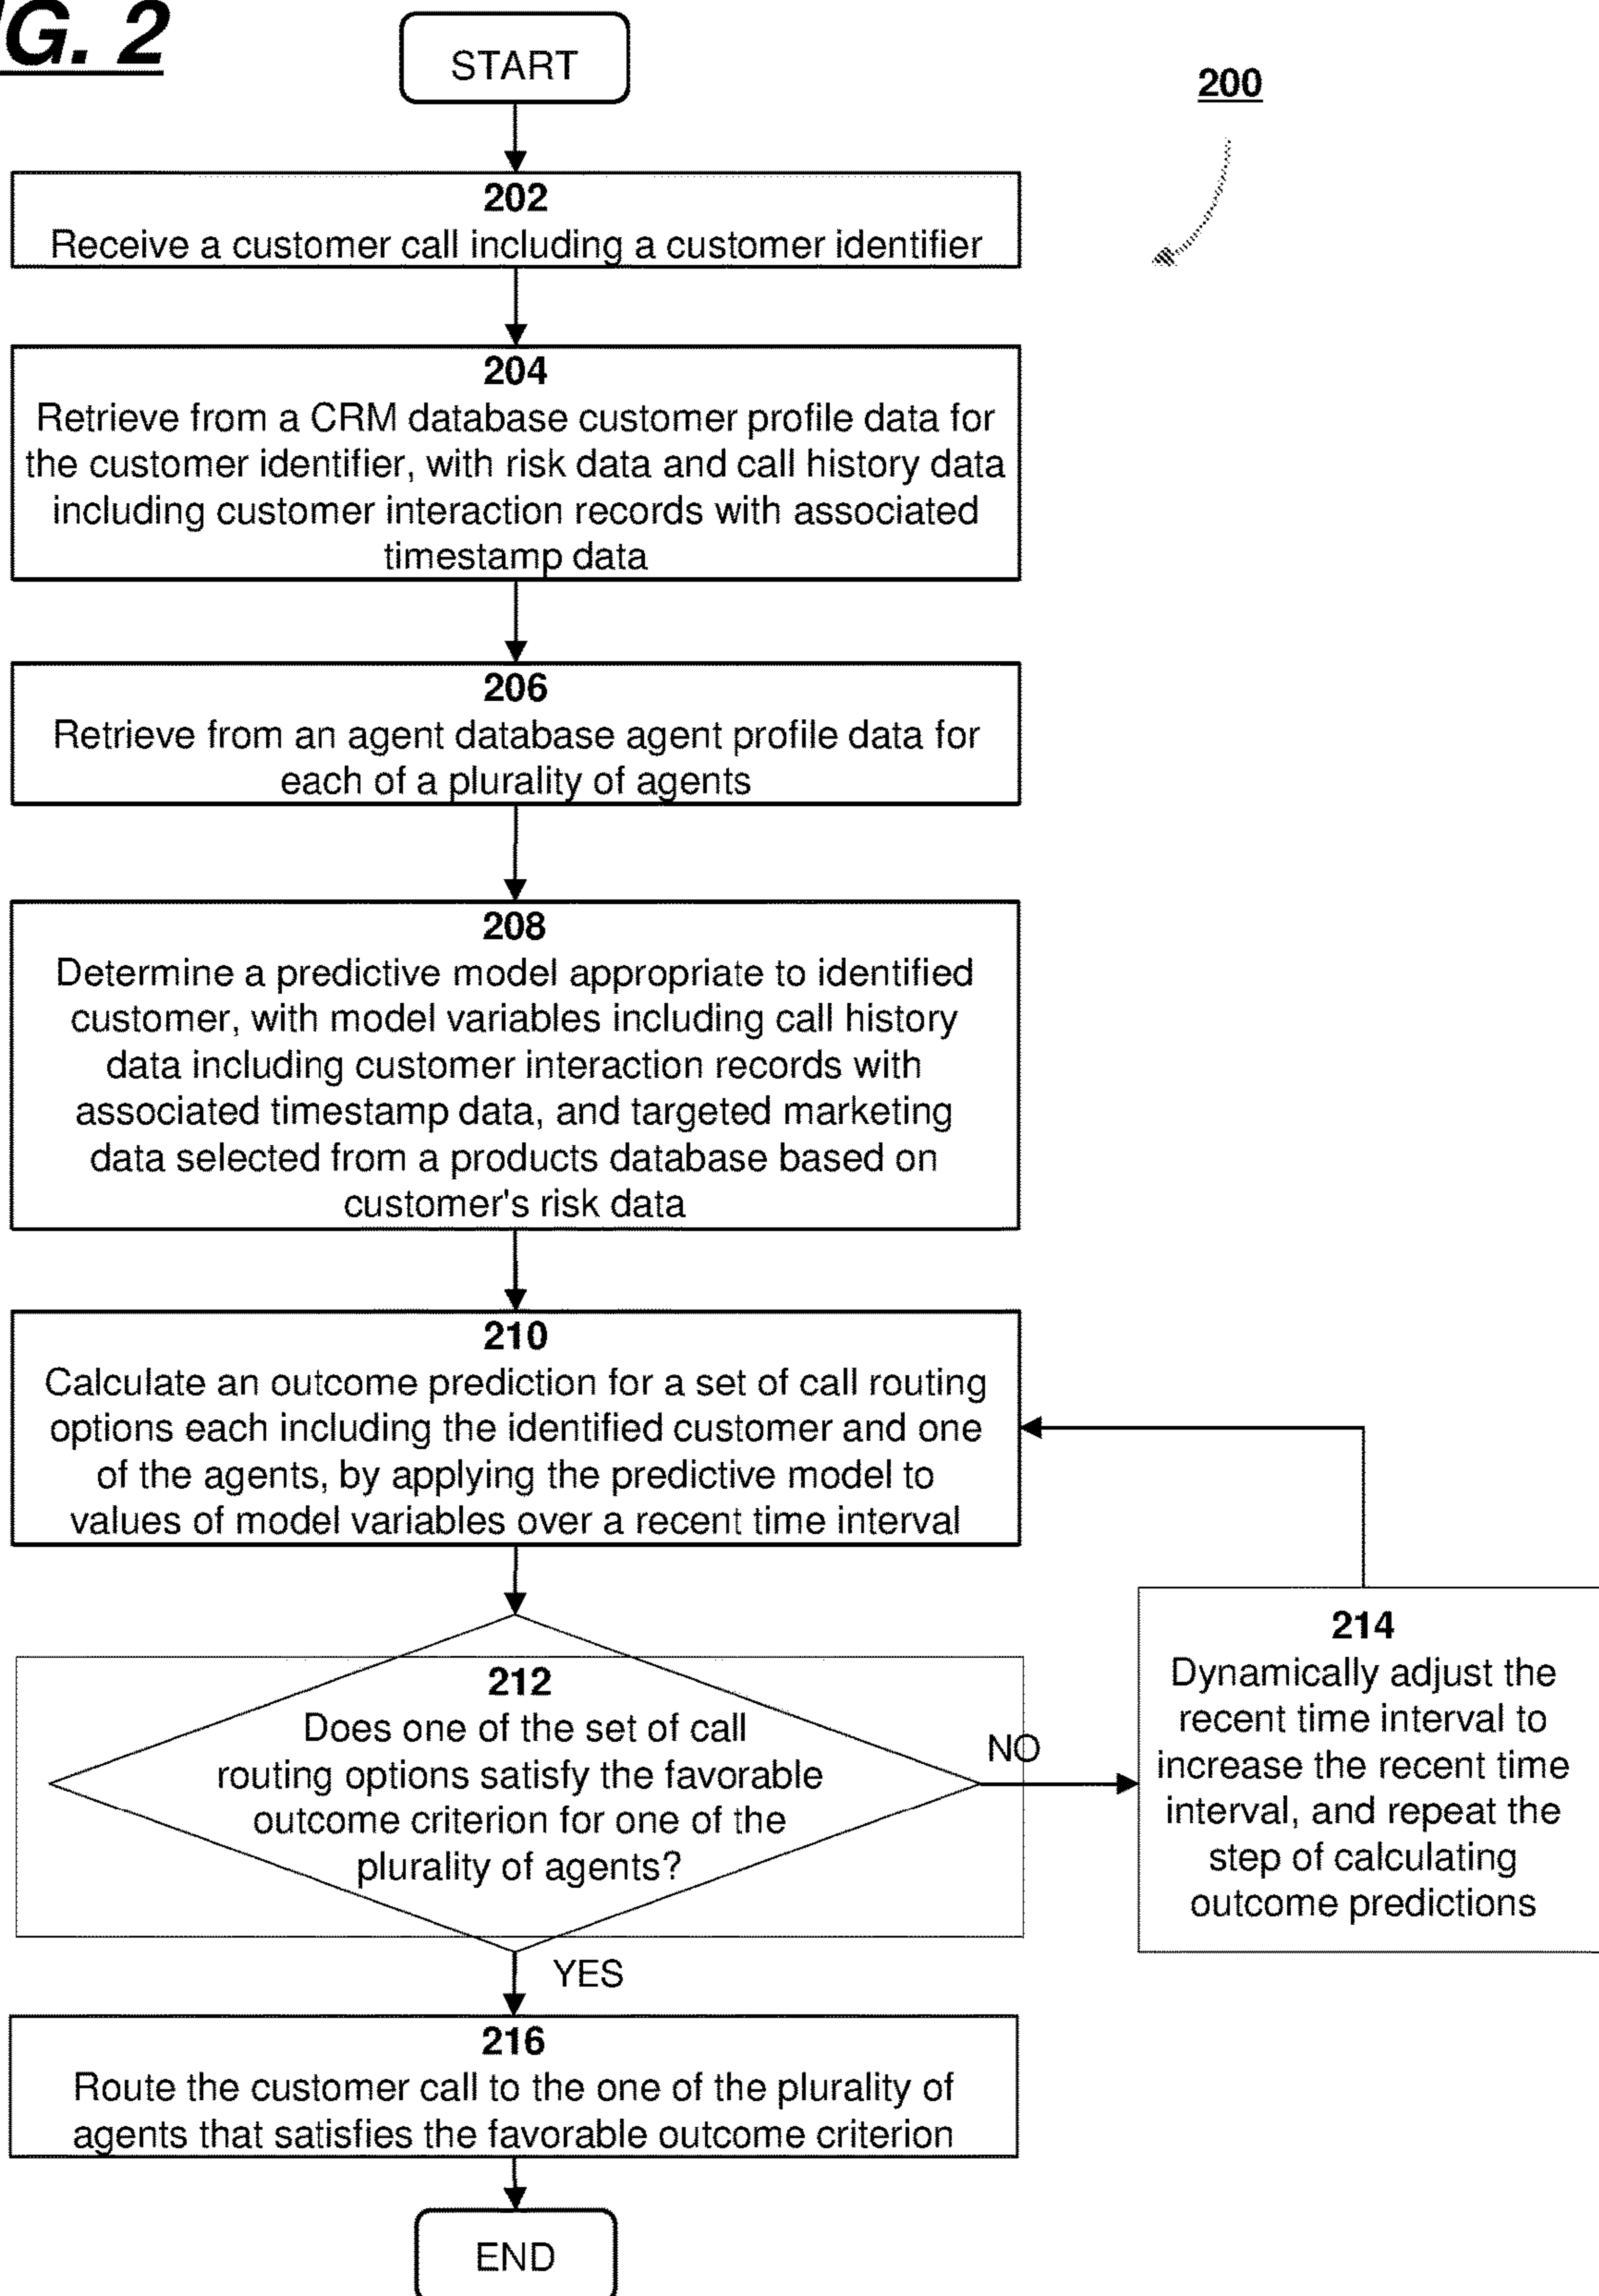 G. 2
START
200
202
Receive a customer call including a customer identifier
204
Retrieve from a CRM database customer profile data for
the customer identifier, with risk data and call history data
including customer interaction records with associated
timestamp data
206
Retrieve from an agent database agent profile data for
each of a plurality of agents
208
Determine a predictive model appropriate to identified
customer, with model variables including call history
data including customer interaction records with
associated timestamp data, and targeted marketing
data selected from a products database based on
customer's risk data
210
Calculate an outcome prediction for a set of call routing
options each including the identified customer and one
of the agents, by applying the predictive model to
values of model variables over a recent time interval
212
Does one of the set of call
routing options satisfy the favorable
outcome criterion for one of the
plurality of agents?
NO
214
Dynamically adjust the
recent time interval to
increase the recent time
interval, and repeat the
step of calculating
outcome predictions
YES
216
Route the customer call to the one of the plurality of
agents that satisfies the favorable outcome criterion
END